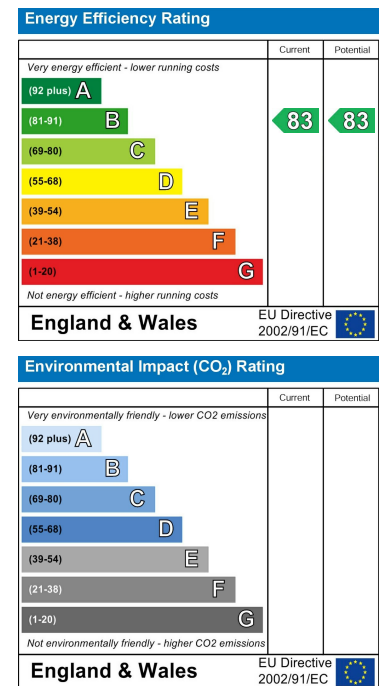 Energy Efficiency Rating
Current Potential
Very energy efficient - lower running costs
(92 plus) A
(81-91) B 83 83
(69-80) C
(55-68) D
(39-54) E
(21-38) F
(1-20) G
Not energy efficient - higher running costs
England & Wales EU Directive 2002/91/EC
Environmental Impact (CO₂) Rating
Current Potential
Very environmentally friendly - lower CO2 emissions
(92 plus) A
(81-91) B
(69-80) C
(55-68) D
(39-54) E
(21-38) F
(1-20) G
Not environmentally friendly - higher CO2 emissions
England & Wales EU Directive 2002/91/EC